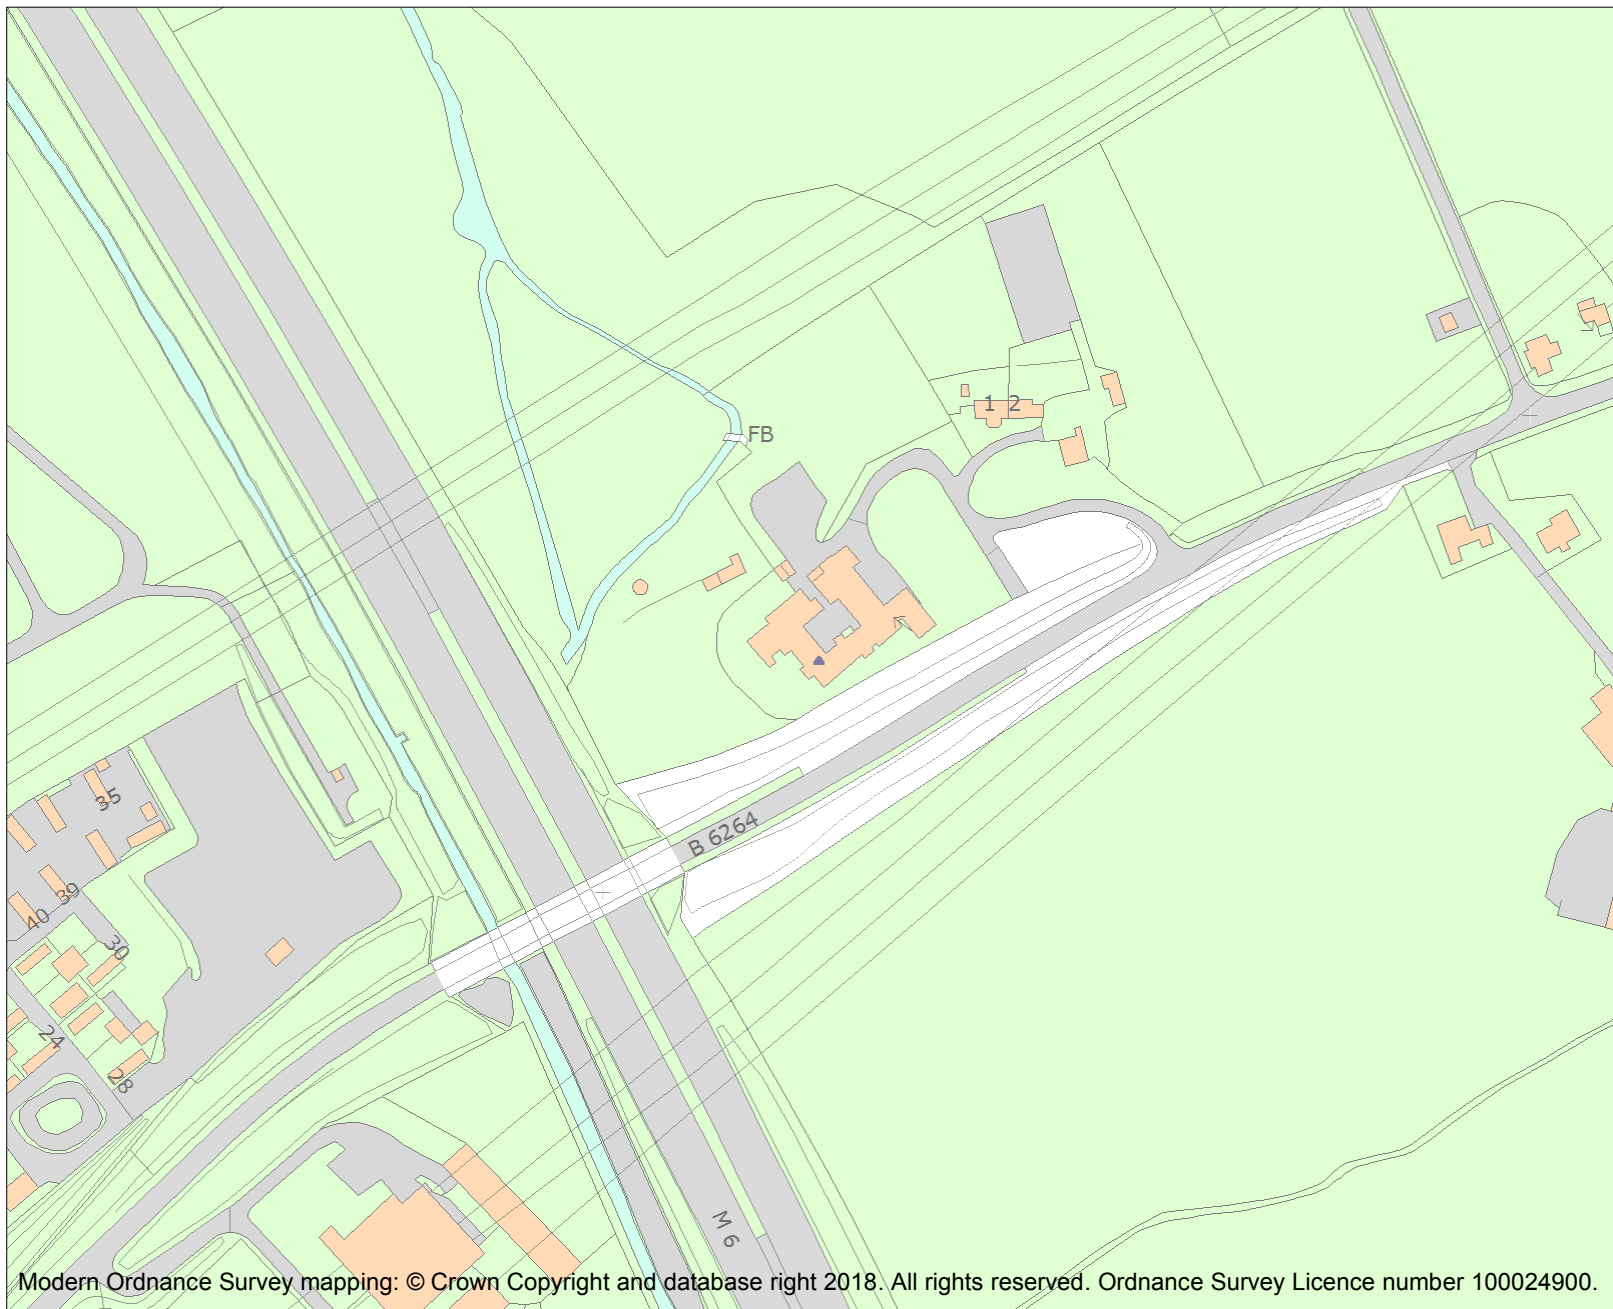 1 2
FB
35
B 6264
39
40
30
24
28
M 6
Modern Ordnance Survey mapping: © Crown Copyright and database right 2018. All rights reserved. Ordnance Survey Licence number 100024900.